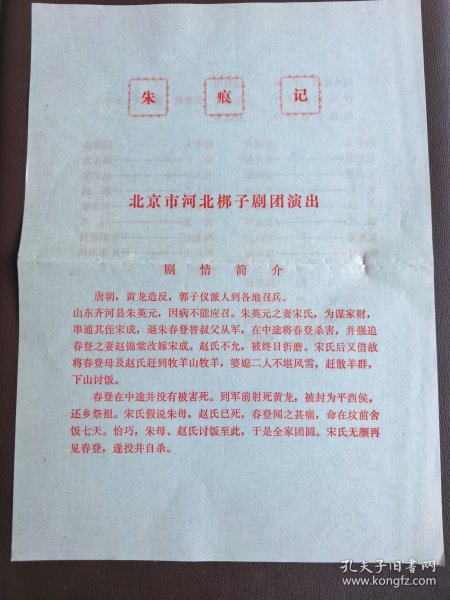 朱痕记
北京市河北梆子剧团演出
剧情简介
唐朝，黄龙造反，郭子仪派人到各地召兵。
山东齐河县朱英元，因病不能应召。朱英元之妻宋氏，为谋家财，
串通其侄宋成，逼朱春登替叔父从军，在中途将春登杀害，并强迫
春登之妻赵锦棠改嫁宋成。赵氏不允，被终日折磨。宋氏后又借故
将春登母及赵氏赶到牧羊山牧羊，婆媳二人不堪风雪，赶散羊群，
下山讨饭。
春登在中途并没有被害死。到军前射死黄龙，被封为平西侯，
还乡祭祖。宋氏假说朱母，赵氏已死，春登闻之甚痛，命在坟前舍
饭七天。恰巧，朱母、赵氏讨饭至此，于是全家团圆。宋氏无颜再
见春登，遂投井自杀。
孔夫子旧书网
www.kongfz.com